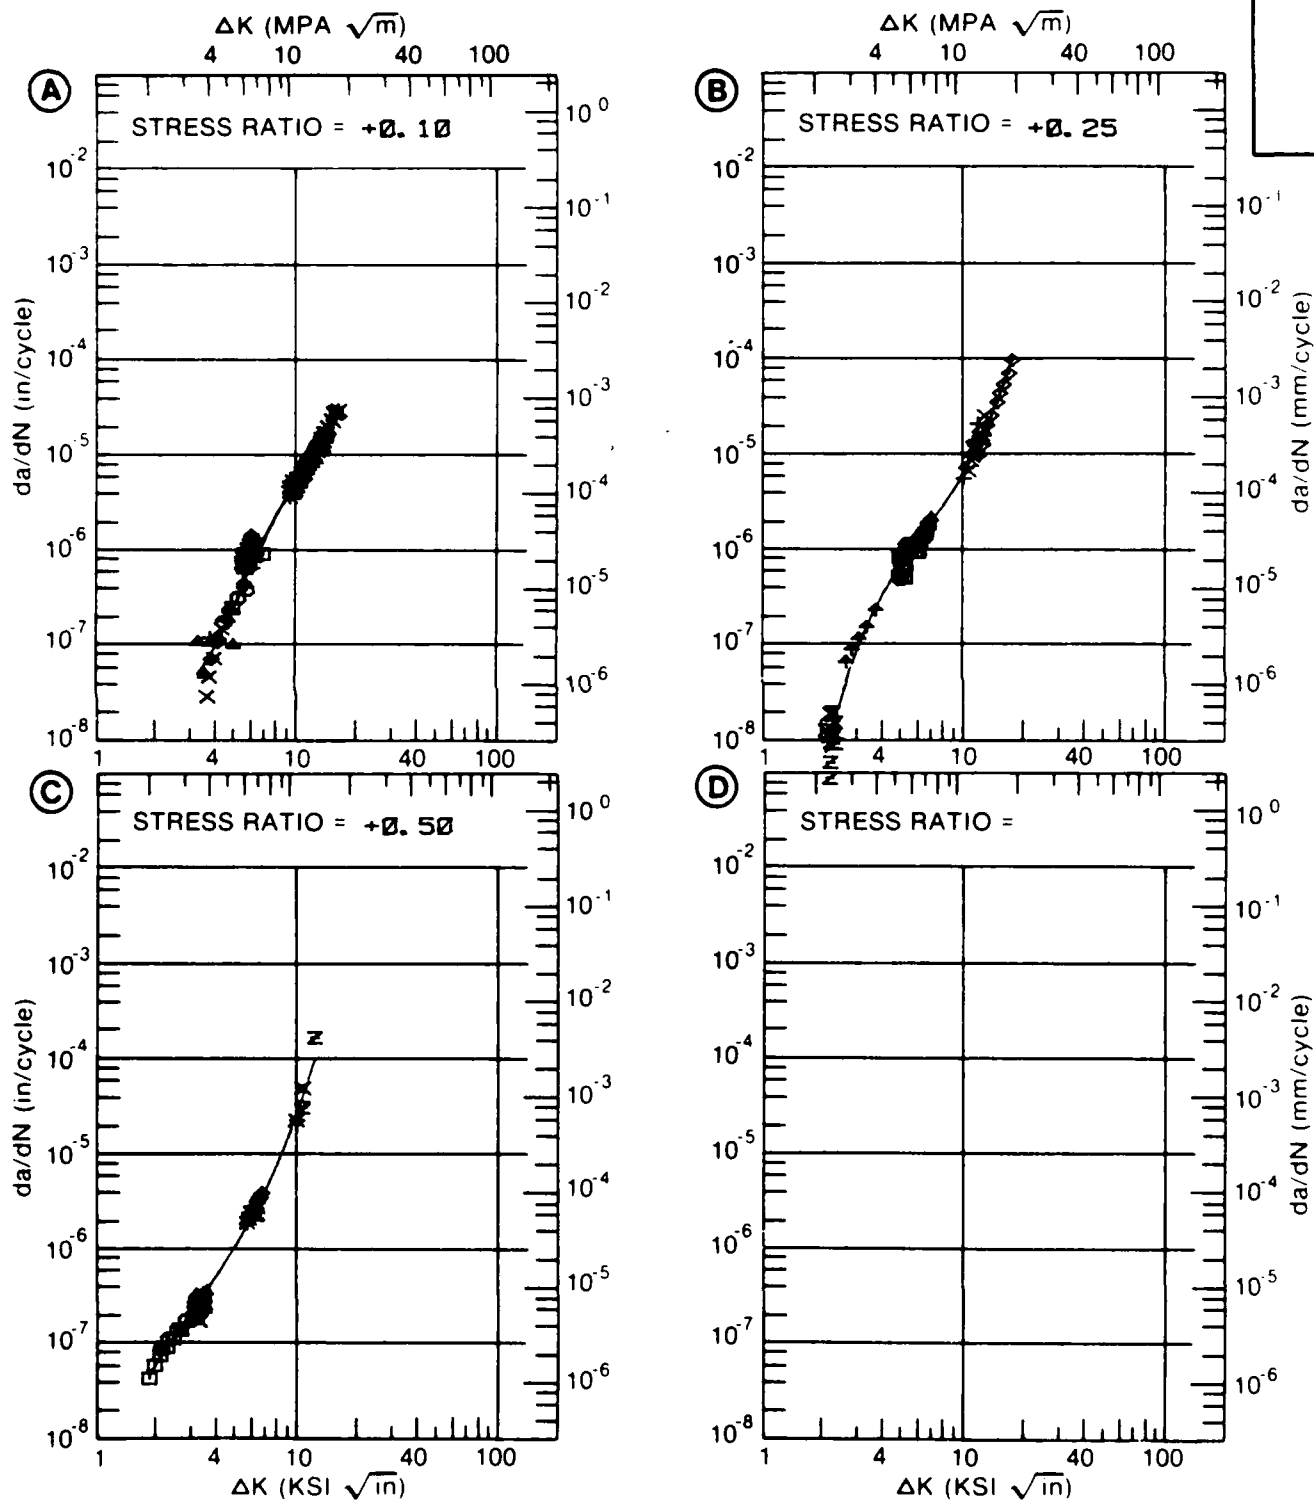 ΔK (MPA √m)
4 10 40 100
A
STRESS RATIO = +0.10
10^0
10^-2
10^-1
10^-3
10^-2
10^-4
10^-3
10^-5
10^-4
10^-6
10^-5
10^-7
10^-6
10^-8
1 4 10 40 100
da/dN (in/cycle)
ΔK (MPA √m)
4 10 40 100
B
STRESS RATIO = +0.25
10^-2
10^-1
10^-3
10^-2
10^-4
10^-3
10^-5
10^-4
10^-6
10^-5
10^-7
10^-6
10^-8
1 4 10 40 100
da/dN (mm/cycle)
C
STRESS RATIO = +0.50
10^0
10^-2
10^-1
10^-3
10^-2
10^-4
10^-3
10^-5
10^-4
10^-6
10^-5
10^-7
10^-6
10^-8
1 4 10 40 100
da/dN (in/cycle)
ΔK (KSI √in)
D
STRESS RATIO =
10^0
10^-2
10^-1
10^-3
10^-2
10^-4
10^-3
10^-5
10^-4
10^-6
10^-5
10^-7
10^-6
10^-8
1 4 10 40 100
da/dN (mm/cycle)
ΔK (KSI √in)